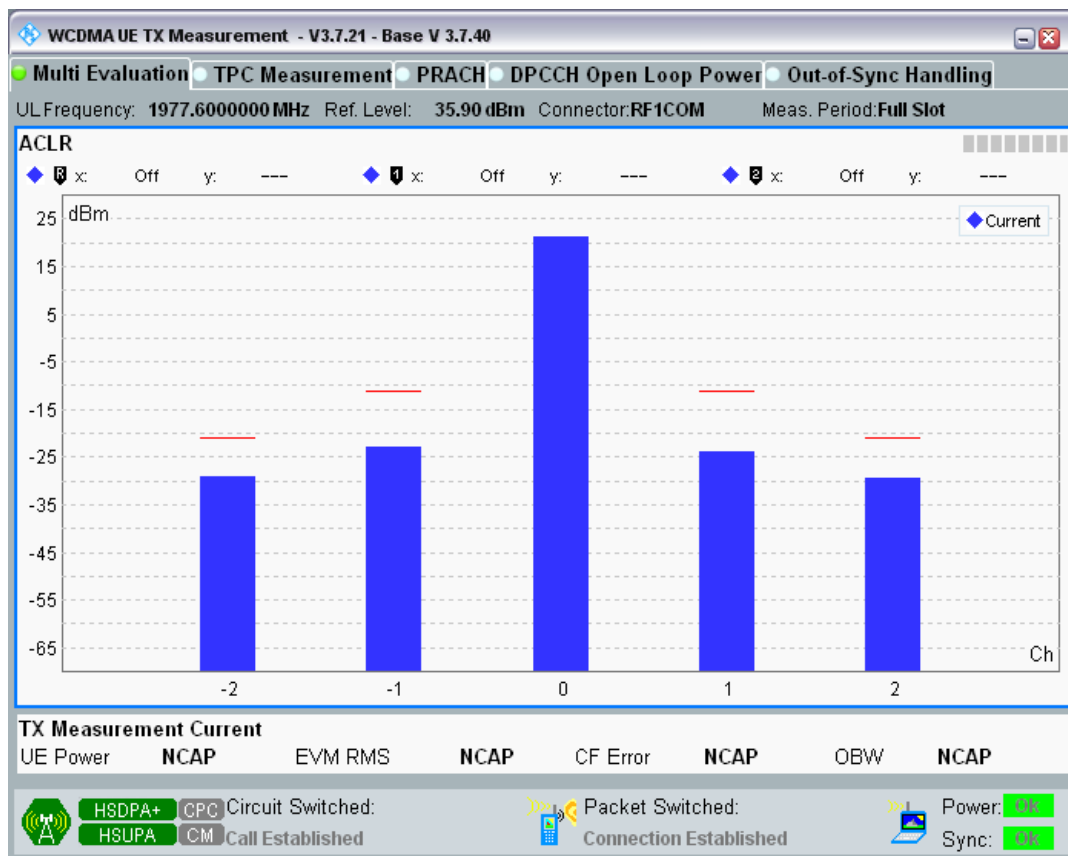 WCDMA UE TX Measurement - V3.7.21 - Base V 3.7.40
Multi Evaluation TPC Measurement PRACH DPCCH Open Loop Power Out-of-Sync Handling
UL Frequency: 1977.6000000 MHz Ref. Level: 35.90 dBm Connector:RF1COM Meas. Period:Full Slot
ACLR
R x: Off y: --- 1 x: Off y: --- 2 x: Off y: ---
dBm
Current
25
15
5
-5
-15
-25
-35
-45
-55
-65
Ch
-2 -1 0 1 2
TX Measurement Current
UE Power NCAP EVM RMS NCAP CF Error NCAP OBW NCAP
HSDPA+ CPC Circuit Switched: Packet Switched: Power: OK
HSUPA CM Call Established Connection Established Sync: OK